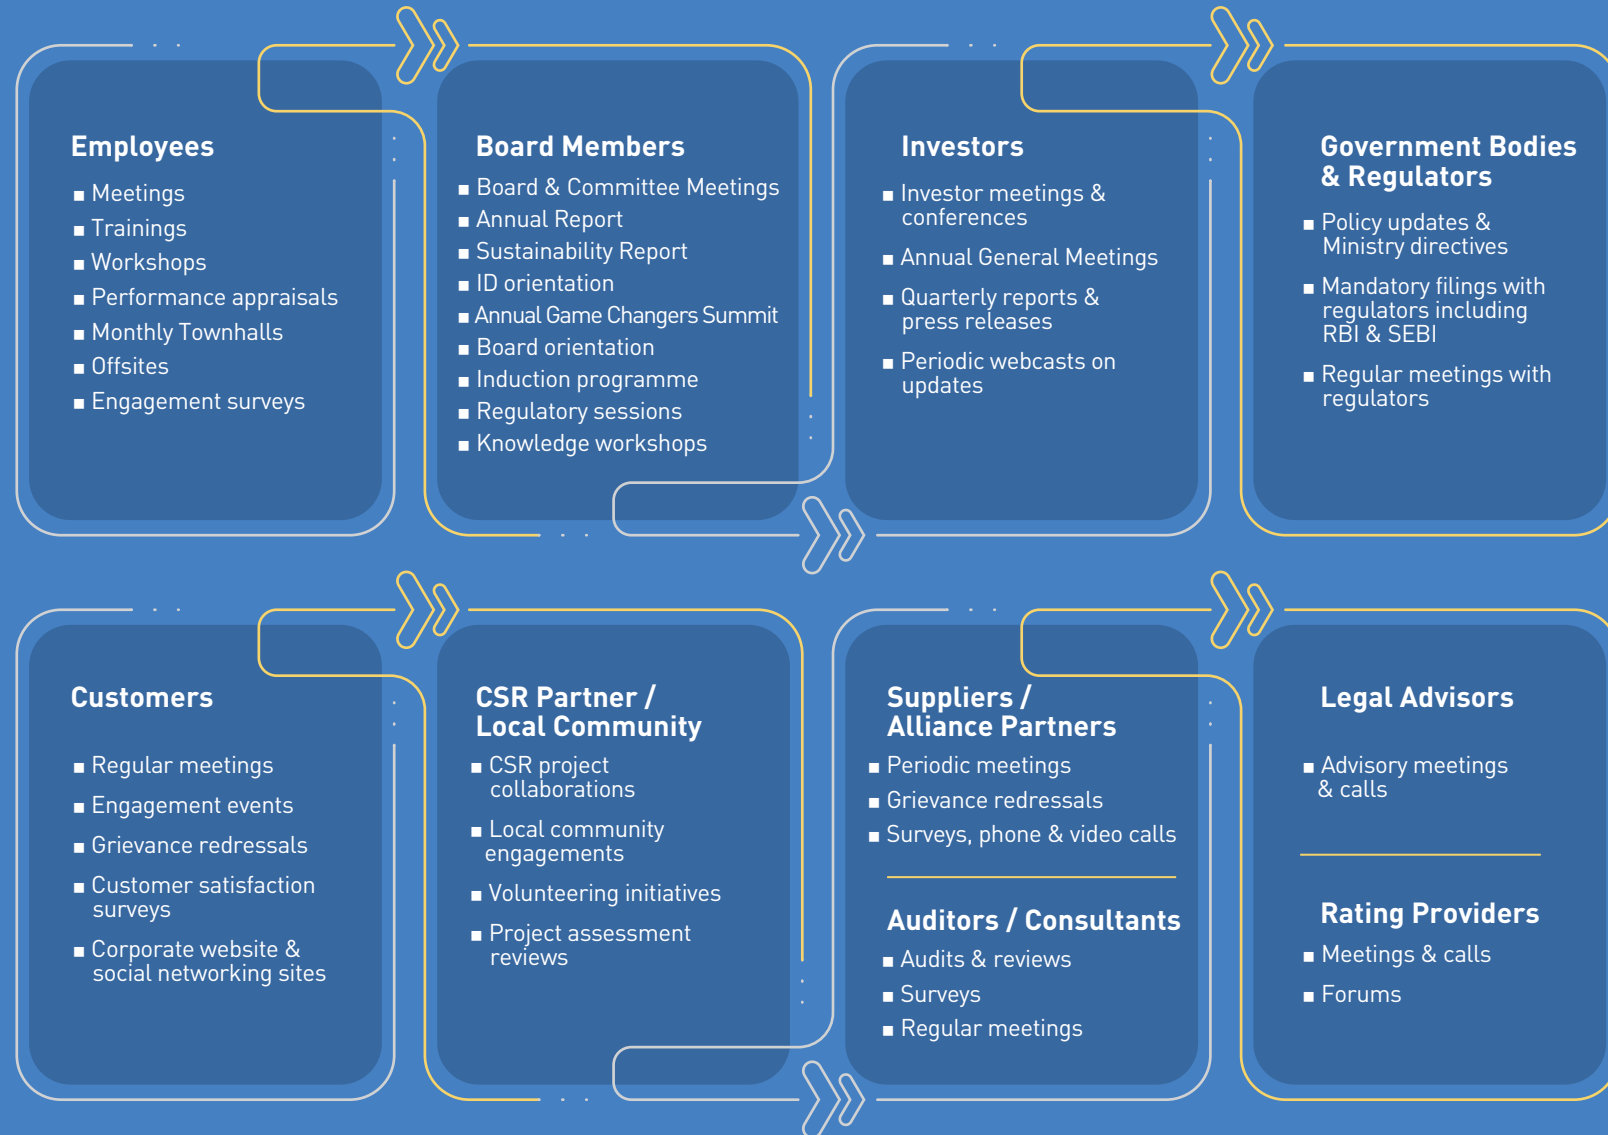 Employees
■ Meetings
■ Trainings
■ Workshops
■ Performance appraisals
■ Monthly Townhalls
■ Offsites
■ Engagement surveys
Board Members
■ Board & Committee Meetings
■ Annual Report
■ Sustainability Report
■ ID orientation
■ Annual Game Changers Summit
■ Board orientation
■ Induction programme
■ Regulatory sessions
■ Knowledge workshops
Investors
■ Investor meetings &
conferences
■ Annual General Meetings
■ Quarterly reports &
press releases
■ Periodic webcasts on
updates
Government Bodies
& Regulators
■ Policy updates &
Ministry directives
■ Mandatory filings with
regulators including
RBI & SEBI
■ Regular meetings with
regulators
Customers
■ Regular meetings
■ Engagement events
■ Grievance redressals
■ Customer satisfaction
surveys
■ Corporate website &
social networking sites
CSR Partner /
Local Community
■ CSR project
collaborations
■ Local community
engagements
■ Volunteering initiatives
■ Project assessment
reviews
Suppliers /
Alliance Partners
■ Periodic meetings
■ Grievance redressals
■ Surveys, phone & video calls
Auditors / Consultants
■ Audits & reviews
■ Surveys
■ Regular meetings
Legal Advisors
■ Advisory meetings
& calls
Rating Providers
■ Meetings & calls
■ Forums